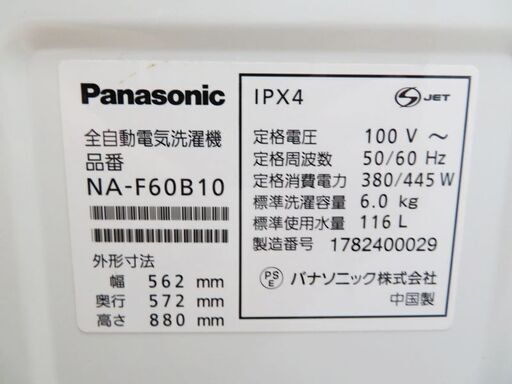 Panasonic
全自動電気洗濯機
品番
NA-F60B10
外形寸法
幅 562 mm
奥行 572 mm
高さ 880 mm
IPX4
S JET
定格電圧 100 V ～
定格周波数 50/60 Hz
定格消費電力 380/445 W
標準洗濯容量 6.0 kg
標準使用水量 116 L
製造番号 1782400029
PS
E
パナソニック株式会社
中国製